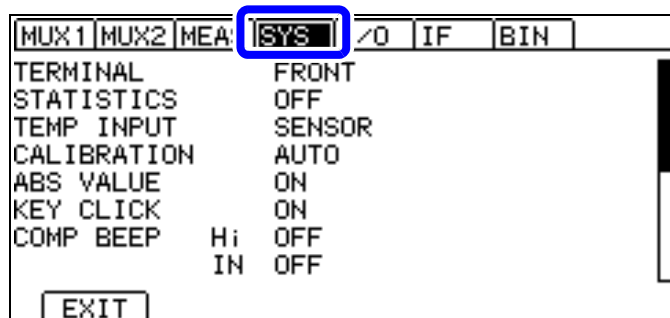 MUX1 MUX2 MEA SYS /O IF BIN
TERMINAL FRONT
STATISTICS OFF
TEMP INPUT SENSOR
CALIBRATION AUTO
ABS VALUE ON
KEY CLICK ON
COMP BEEP Hi OFF
IN OFF
EXIT